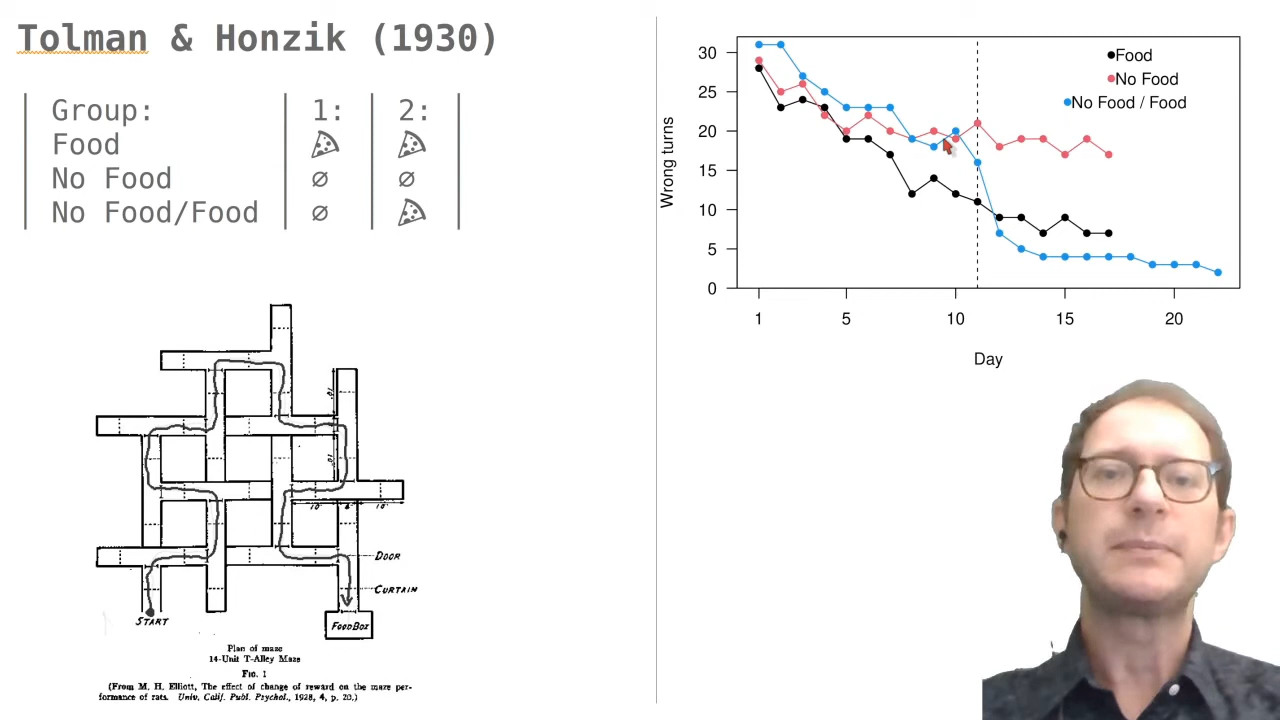 Tolman & Honzik (1930)
Group: 1: 2:
Food
No Food ∅ ∅
No Food/Food ∅
DOOR
CURTAIN
START
FOOD BOX
Plan of maze
14-Unit T-Alley Maze
FIG. 1
(From M. H. Elliott, The effect of change of reward on the maze per-
formance of rats. Univ. Calif. Publ. Psychol., 1928, 4, p. 20.)
Food
No Food
No Food / Food
Wrong turns
30
25
20
15
10
5
0
1 5 10 15 20
Day